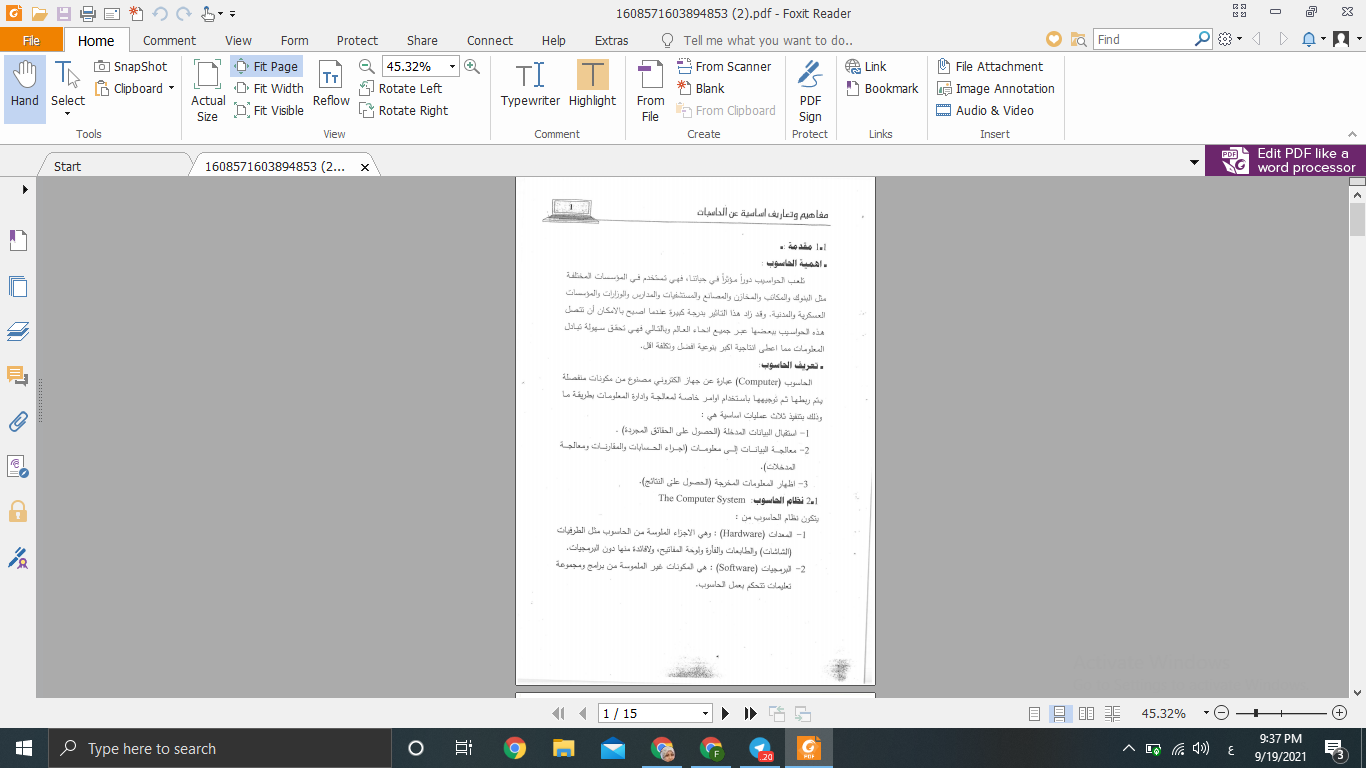 1608571603894853 (2).pdf - Foxit Reader
File Home Comment View Form Protect Share Connect Help Extras Tell me what you want to do.. Find
Hand Select SnapShot Clipboard
Actual Size Fit Page Fit Width Fit Visible Reflow 45.32% Rotate Left Rotate Right
Typewriter Highlight
From File From Scanner Blank From Clipboard
PDF Sign
Link Bookmark
File Attachment Image Annotation Audio & Video
Tools View Comment Create Protect Links Insert
Start 1608571603894853 (2...
Edit PDF like a
word processor
مفاهيم وتعاريف اساسية عن الحاسبات
1
1-1 مقدمة :-
- اهمية الحاسوب :
تلعب الحواسيب دوراً مؤثراً في حياتنا، فهي تستخدم في المؤسسات المختلفة
مثل البنوك والمكاتب والمخازن والمصانع والمستشفيات والمدارس والوزارات والمؤسسات
العسكرية والمدنية. وقد زاد هذا التاثير بدرجة كبيرة عندما اصبح بالامكان أن تتصل
هذه الحواسيب ببعضها عبر جميع انحاء العالم وبالتالي فهي تحقق سهولة تبادل
المعلومات مما اعطى انتاجية اكبر بنوعية افضل وتكلفة اقل.
- تعريف الحاسوب:
الحاسوب (Computer) عبارة عن جهاز الكتروني مصنوع من مكونات منفصلة
يتم ربطها ثم توجيهها باستخدام اوامر خاصة لمعالجة وادارة المعلومات بطريقة ما
وذلك بتنفيذ ثلاث عمليات اساسية هي :
1- استقبال البيانات المدخلة (الحصول على الحقائق المجردة) .
2- معالجة البيانات إلى معلومات (اجراء الحسابات والمقارنات ومعالجة
المدخلات).
3- اظهار المعلومات المخرجة (الحصول على النتائج).
2-1 نظام الحاسوب: The Computer System
يتكون نظام الحاسوب من :
1- المعدات (Hardware) : وهي الاجزاء الملوسة من الحاسوب مثل الطرفيات
(الشاشات) والطابعات والفأرة ولوحة المفاتيح، ولافائدة منها دون البرمجيات.
2- البرمجيات (Software) : هي المكونات غير الملموسة من برامج ومجموعة
تعليمات تتحكم بعمل الحاسوب.
1 / 15 45.32%
Type here to search
.20
PDF
ع 9:37 PM
9/19/2021
3